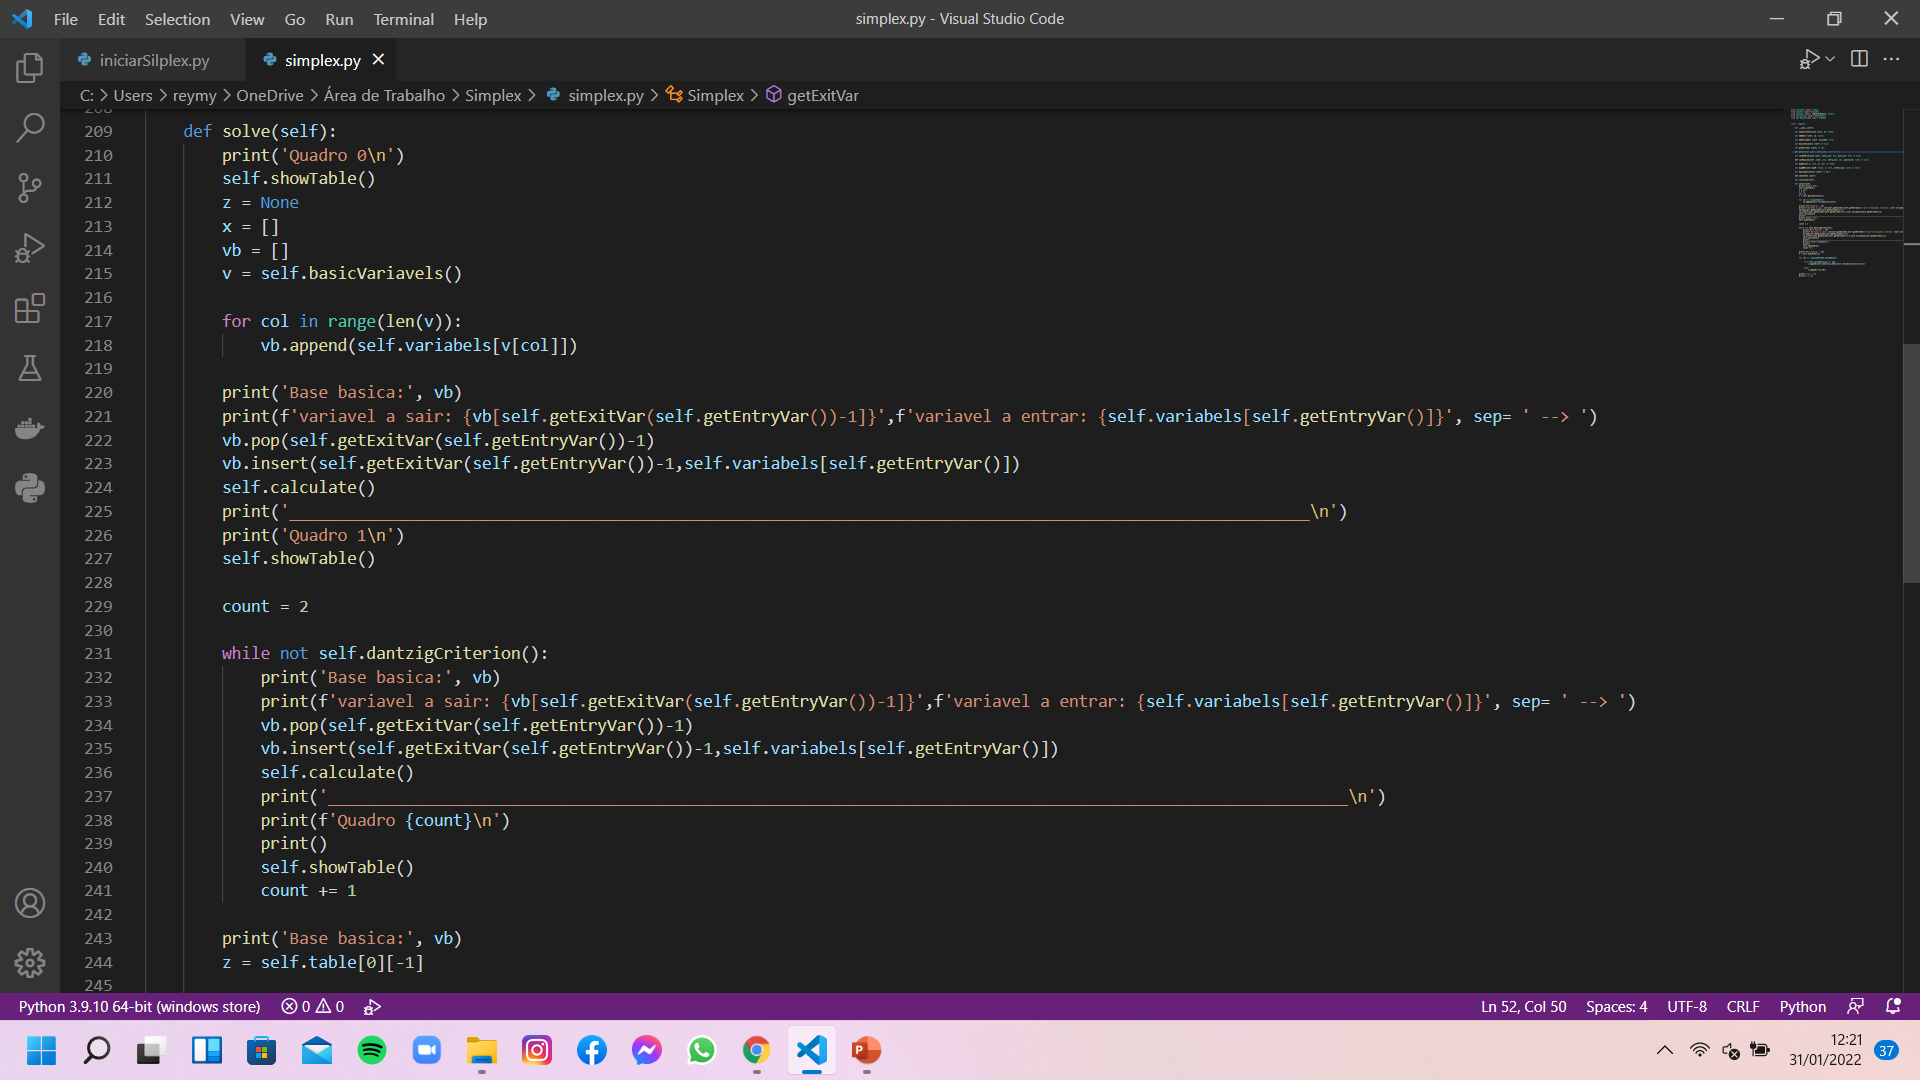 File Edit Selection View Go Run Terminal Help
simplex.py - Visual Studio Code
iniciarSilplex.py
simplex.py
C: > Users > reymy > OneDrive > Área de Trabalho > Simplex > simplex.py > Simplex > getExitVar
209 def solve(self):
210 print('Quadro 0\n')
211 self.showTable()
212 z = None
213 x = []
214 vb = []
215 v = self.basicVariavels()
216
217 for col in range(len(v)):
218 vb.append(self.variabels[v[col]])
219
220 print('Base basica:', vb)
221 print(f'variavel a sair: {vb[self.getExitVar(self.getEntryVar())-1]}',f'variavel a entrar: {self.variabels[self.getEntryVar()]}', sep= ' --> ')
222 vb.pop(self.getExitVar(self.getEntryVar())-1)
223 vb.insert(self.getExitVar(self.getEntryVar())-1,self.variabels[self.getEntryVar()])
224 self.calculate()
225 print('__________________________________________________________________________________________________________\n')
226 print('Quadro 1\n')
227 self.showTable()
228
229 count = 2
230
231 while not self.dantzigCriterion():
232 print('Base basica:', vb)
233 print(f'variavel a sair: {vb[self.getExitVar(self.getEntryVar())-1]}',f'variavel a entrar: {self.variabels[self.getEntryVar()]}', sep= ' --> ')
234 vb.pop(self.getExitVar(self.getEntryVar())-1)
235 vb.insert(self.getExitVar(self.getEntryVar())-1,self.variabels[self.getEntryVar()])
236 self.calculate()
237 print('__________________________________________________________________________________________________________\n')
238 print(f'Quadro {count}\n')
239 print()
240 self.showTable()
241 count += 1
242
243 print('Base basica:', vb)
244 z = self.table[0][-1]
245
Python 3.9.10 64-bit (windows store) 0 0
Ln 52, Col 50 Spaces: 4 UTF-8 CRLF Python
12:21
31/01/2022
37